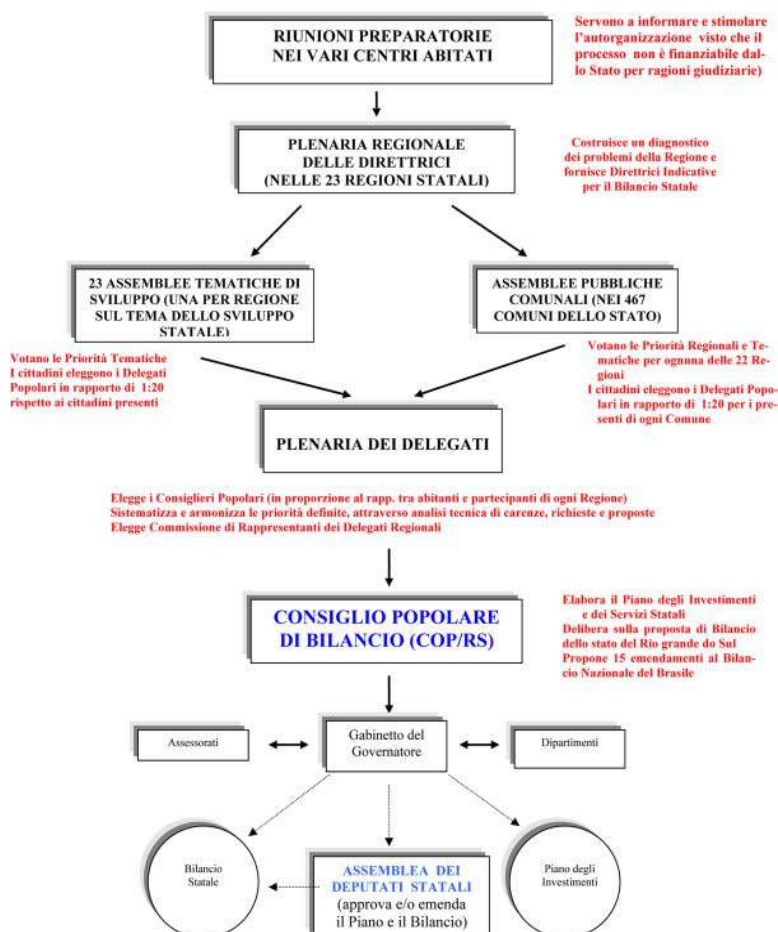 RIUNIONI PREPARATORIE
NEI VARI CENTRI ABITATI
Servono a informare e stimolare
l'autorganizzazione visto che il
processo non è finanziabile dal-
lo Stato per ragioni giudiziarie)
PLENARIA REGIONALE
DELLE DIRETTRICI
(NELLE 23 REGIONI STATALI)
Costruisce un diagnostico
dei problemi della Regione e
fornisce Direttrici Indicative
per il Bilancio Statale
23 ASSEMBLEE TEMATICHE DI
SVILUPPO (UNA PER REGIONE
SUL TEMA DELLO SVILUPPO
STATALE)
ASSEMBLEE PUBBLICHE
COMUNALI (NEI 467
COMUNI DELLO STATO)
Votano le Priorità Tematiche
I cittadini eleggono i Delegati
Popolari in rapporto di 1:20
rispetto ai cittadini presenti
Votano le Priorità Regionali e Te-
matiche per ognnuna delle 22 Re-
gioni
I cittadini eleggono i Delegati Popo-
lari in rapporto di 1:20 per i pre-
senti di ogni Comune
PLENARIA DEI DELEGATI
Elegge i Consiglieri Popolari (in proporzione al rapp. tra abitanti e partecipanti di ogni Regione)
Sistematizza e armonizza le priorità definite, attraverso analisi tecnica di carenze, richieste e proposte
Elegge Commissione di Rappresentanti dei Delegati Regionali
CONSIGLIO POPOLARE
DI BILANCIO (COP/RS)
Elabora il Piano degli Investimenti
e dei Servizi Statali
Delibera sulla proposta di Bilancio
dello stato del Rio grande do Sul
Propone 15 emendamenti al Bilan-
cio Nazionale del Brasile
Assessorati
Gabinetto del
Governatore
Dipartimenti
Bilancio
Statale
ASSEMBLEA DEI
DEPUTATI STATALI
(approva e/o emenda
il Piano e il Bilancio)
Piano degli
Investimenti